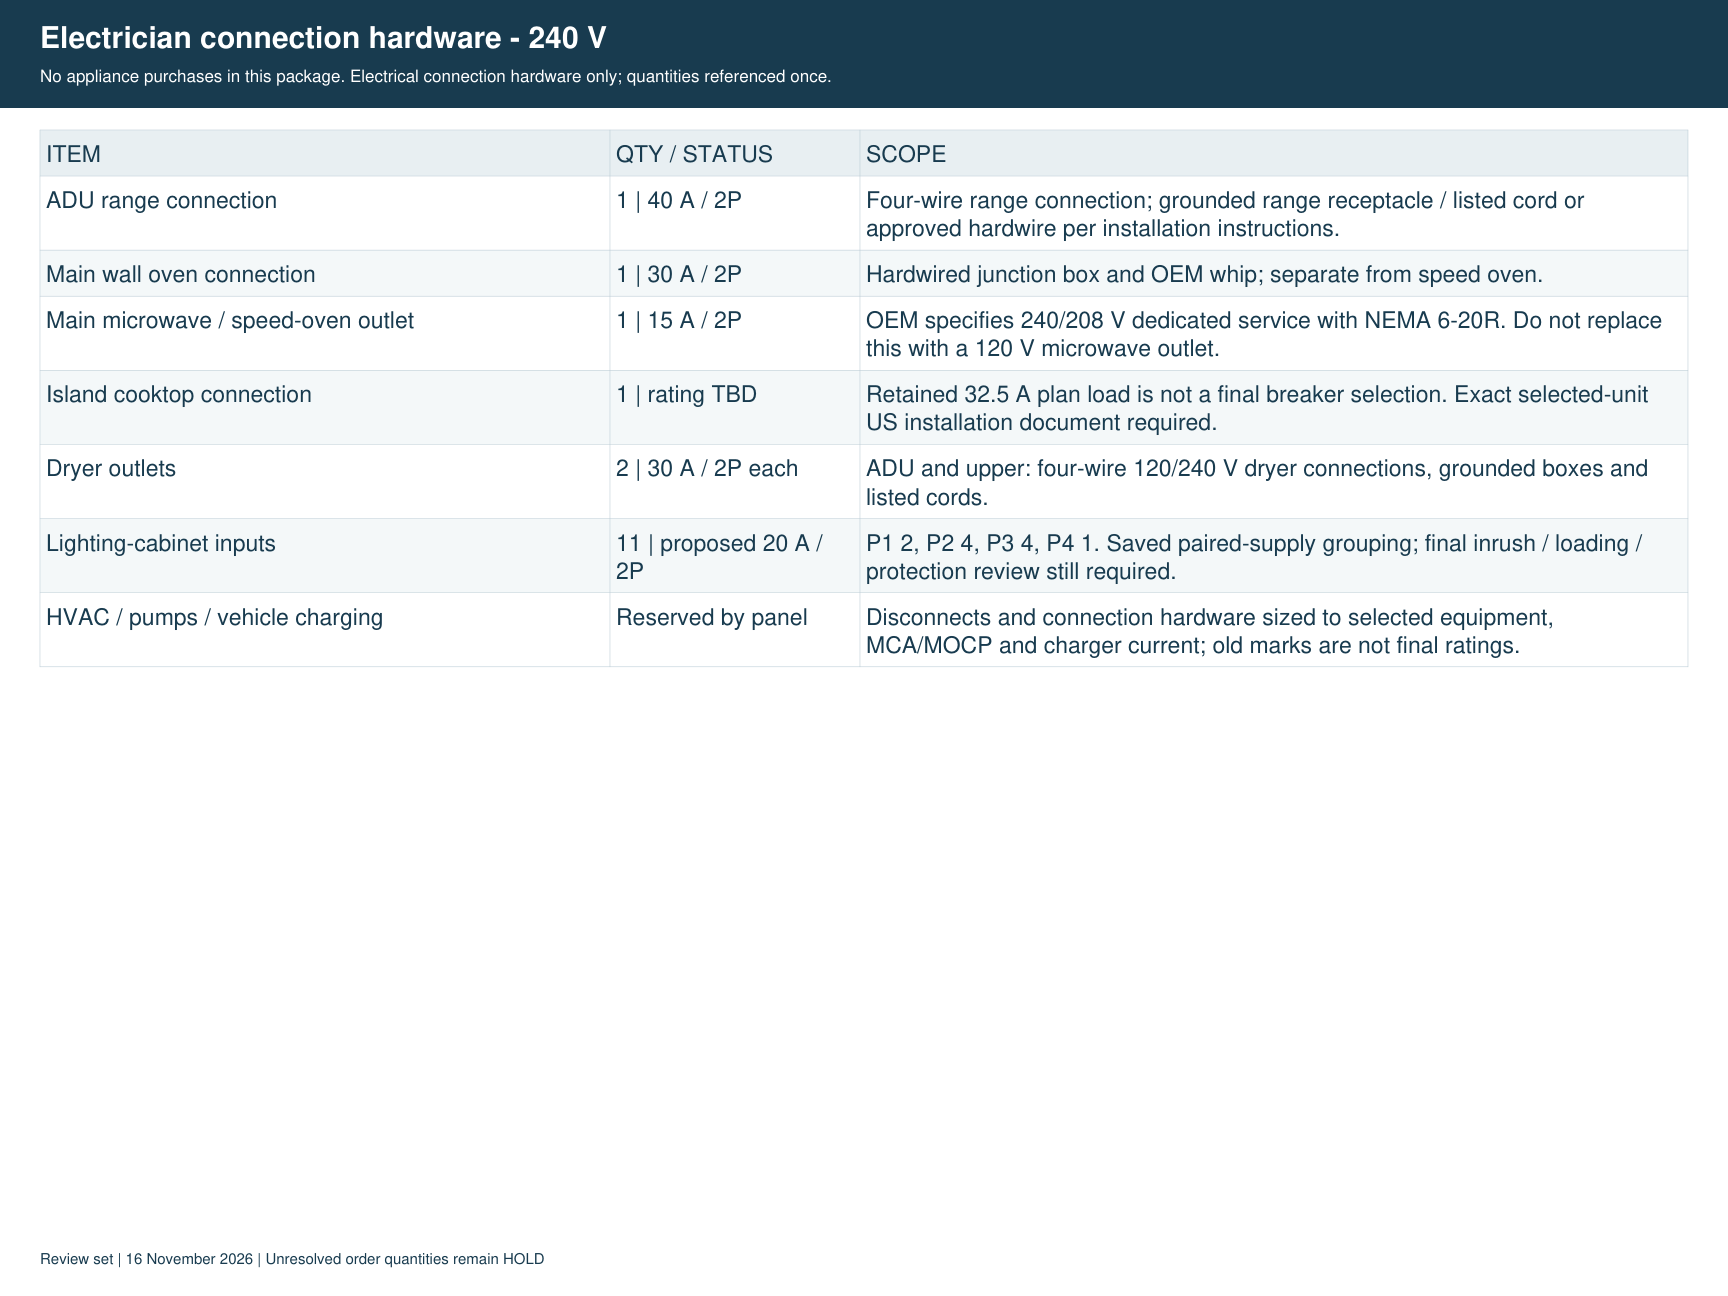 Electrician connection hardware - 240 V
No appliance purchases in this package. Electrical connection hardware only; quantities referenced once.
ITEM
QTY / STATUS
SCOPE
ADU range connection
1 | 40 A / 2P
Four-wire range connection; grounded range receptacle / listed cord or
approved hardwire per installation instructions.
Main wall oven connection
1 | 30 A / 2P
Hardwired junction box and OEM whip; separate from speed oven.
Main microwave / speed-oven outlet
1 | 15 A / 2P
OEM specifies 240/208 V dedicated service with NEMA 6-20R. Do not replace
this with a 120 V microwave outlet.
Island cooktop connection
1 | rating TBD
Retained 32.5 A plan load is not a final breaker selection. Exact selected-unit
US installation document required.
Dryer outlets
2 | 30 A / 2P each
ADU and upper: four-wire 120/240 V dryer connections, grounded boxes and
listed cords.
Lighting-cabinet inputs
11 | proposed 20 A /
2P
P1 2, P2 4, P3 4, P4 1. Saved paired-supply grouping; final inrush / loading /
protection review still required.
HVAC / pumps / vehicle charging
Reserved by panel
Disconnects and connection hardware sized to selected equipment,
MCA/MOCP and charger current; old marks are not final ratings.
Review set | 16 November 2026 | Unresolved order quantities remain HOLD